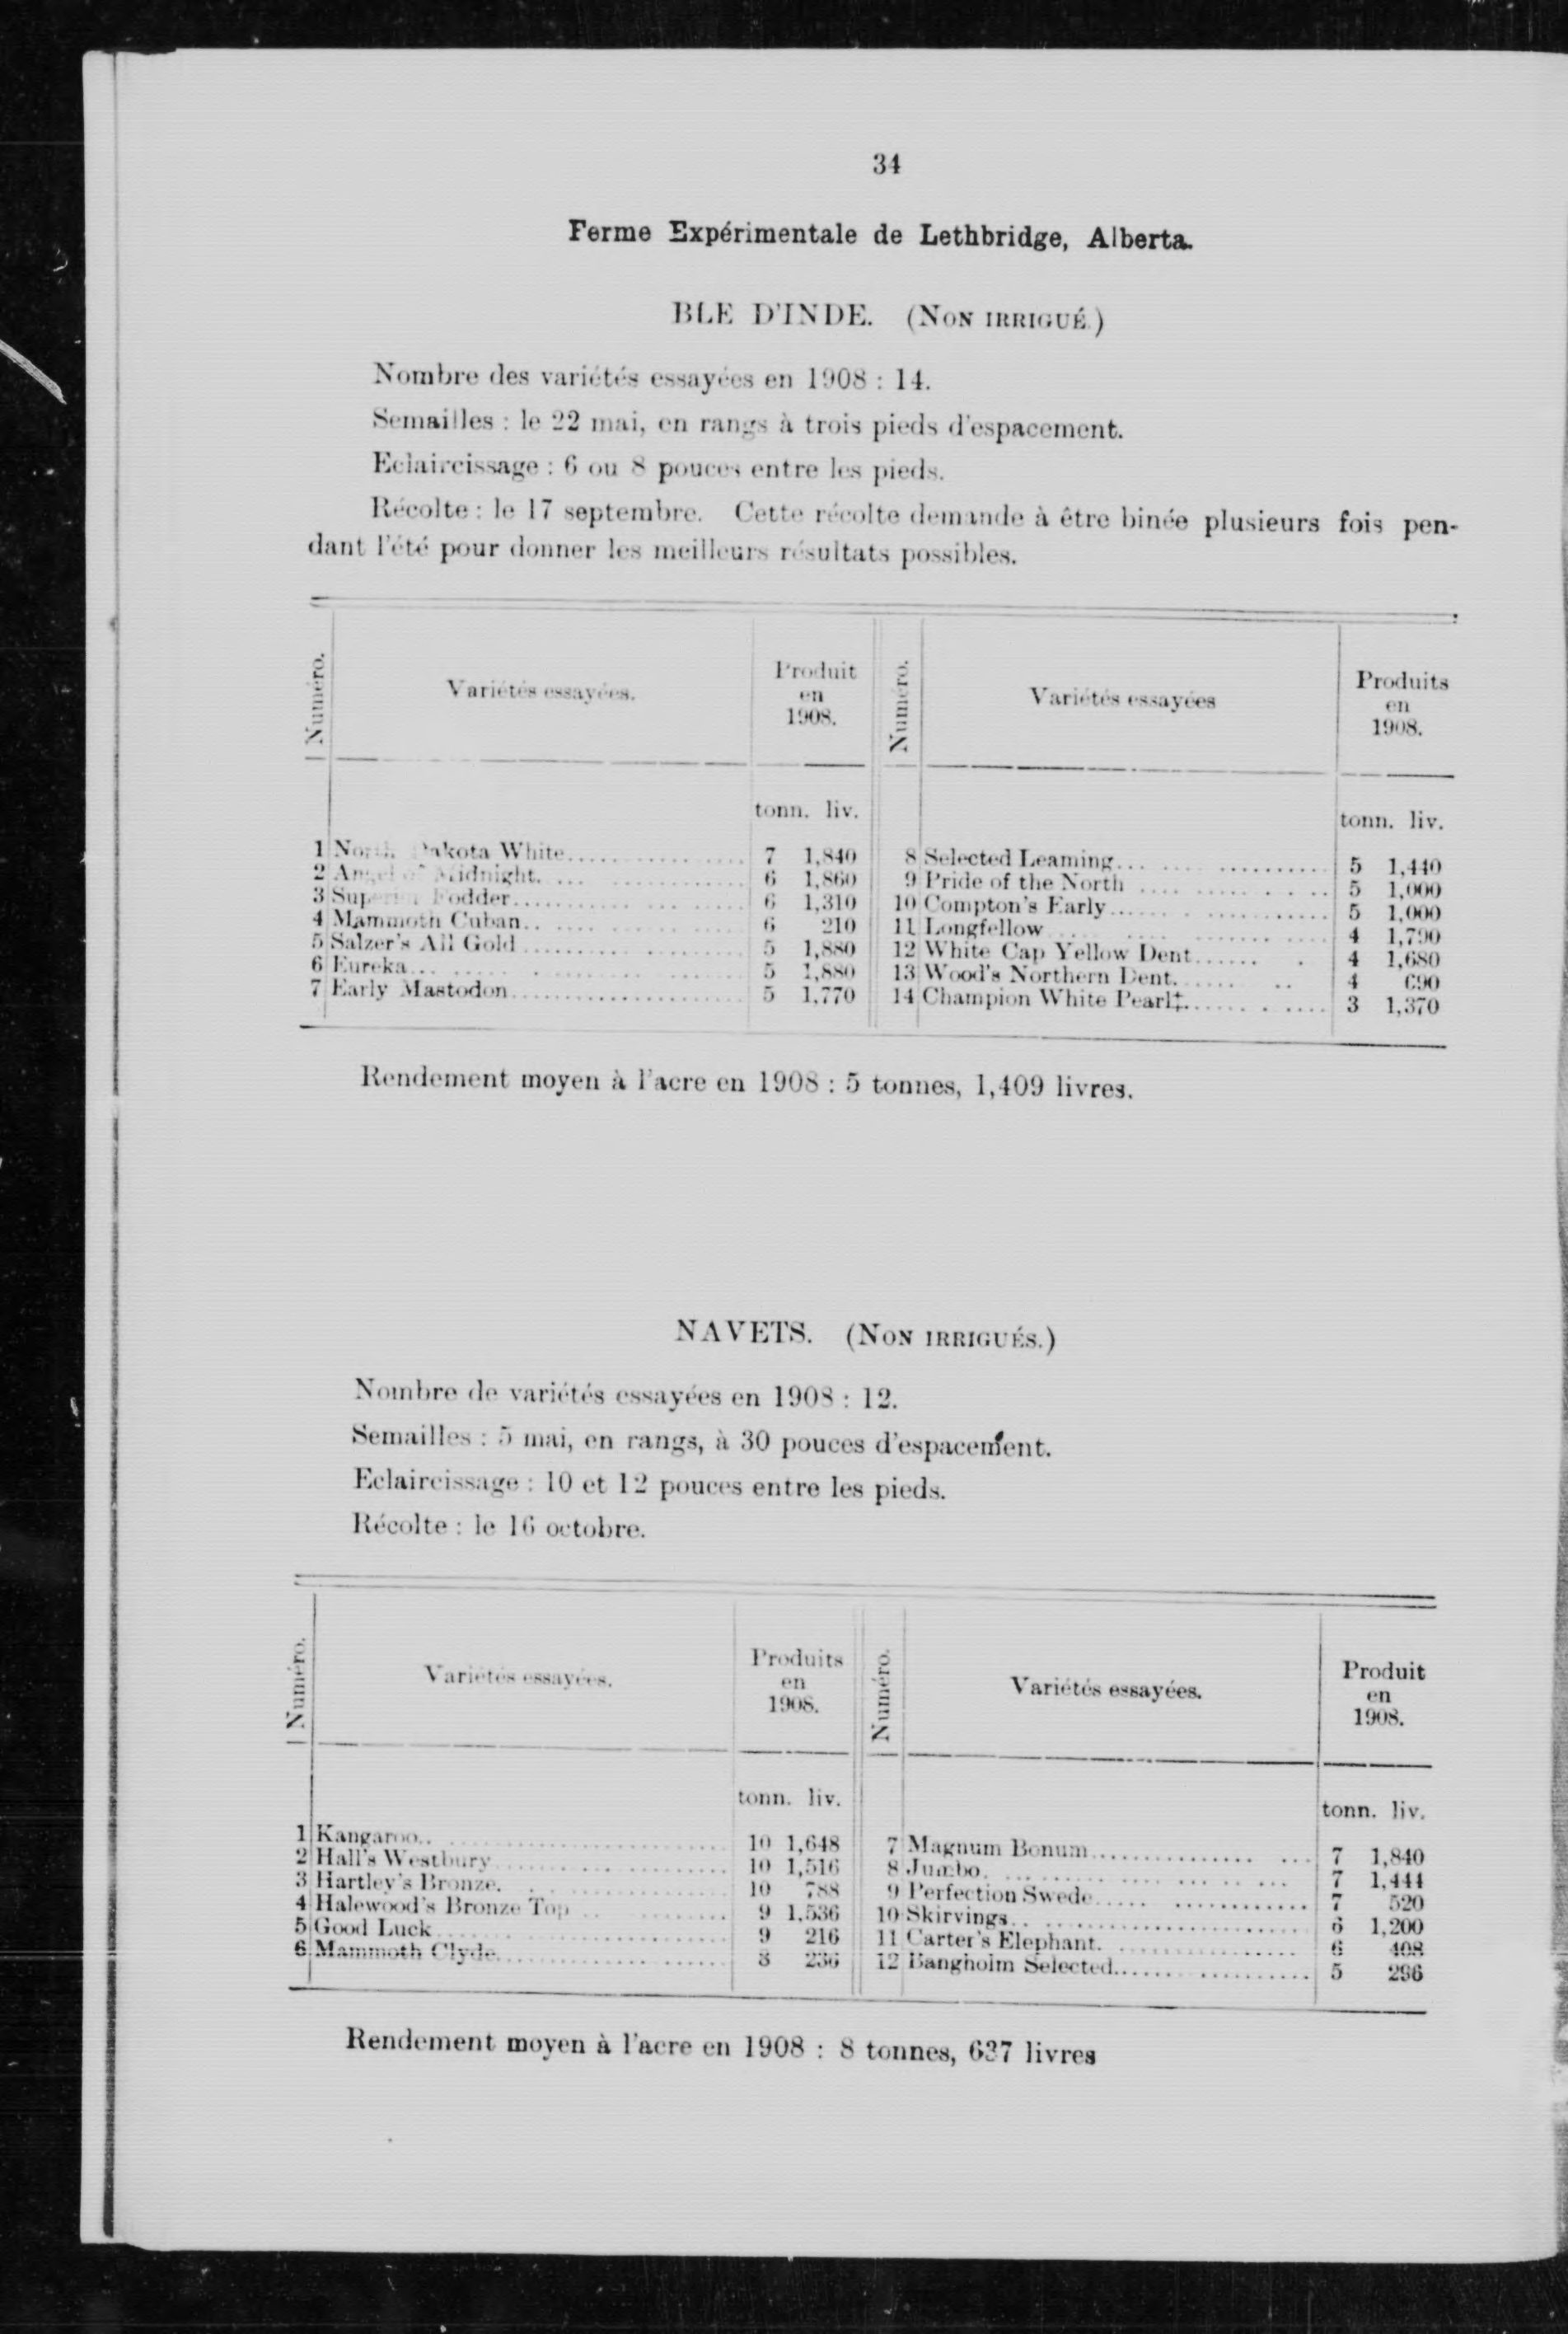 34
Ferme Expérimentale de Lethbridge, Alberta.
BLE D'INDE. (NON IRRIGUÉ.)
Nombre des variétés essayées en 1908 : 14.
Semailles : le 22 mai, en rangs à trois pieds d'espacement.
Eclaircissage : 6 ou 8 pouces entre les pieds.
Récolte : le 17 septembre. Cette récolte demande à être binée plusieurs fois pen-
dant l'été pour donner les meilleurs résultats possibles.
Numéro. Variétés essayées. Produit en 1908. Numéro. Variétés essayées Produits en 1908.
tonn. liv. tonn. liv.
1 North Dakota White 7 1,840 8 Selected Leaming 5 1,440
2 Angel of Midnight 6 1,860 9 Pride of the North 5 1,000
3 Superior Fodder 6 1,310 10 Compton's Early 5 1,000
4 Mammoth Cuban 6 210 11 Longfellow 4 1,790
5 Salzer's All Gold 5 1,880 12 White Cap Yellow Dent 4 1,680
6 Eureka 5 1,880 13 Wood's Northern Dent 4 690
7 Early Mastodon 5 1,770 14 Champion White Pearl‡ 3 1,370
Rendement moyen à l'acre en 1908 : 5 tonnes, 1,409 livres.
NAVETS. (NON IRRIGUÉS.)
Nombre de variétés essayées en 1908 : 12.
Semailles : 5 mai, en rangs, à 30 pouces d'espacement.
Eclaircissage : 10 et 12 pouces entre les pieds.
Récolte : le 16 octobre.
Numéro. Variétés essayées. Produits en 1908. Numéro. Variétés essayées. Produit en 1908.
tonn. liv. tonn. liv.
1 Kangaroo 10 1,648 7 Magnum Bonum 7 1,840
2 Hall's Westbury 10 1,516 8 Jumbo 7 1,444
3 Hartley's Bronze 10 788 9 Perfection Swede 7 520
4 Halewood's Bronze Top 9 1,536 10 Skirvings 6 1,200
5 Good Luck 9 216 11 Carter's Elephant 6 408
6 Mammoth Clyde 8 236 12 Bangholm Selected 5 296
Rendement moyen à l'acre en 1908 : 8 tonnes, 637 livres